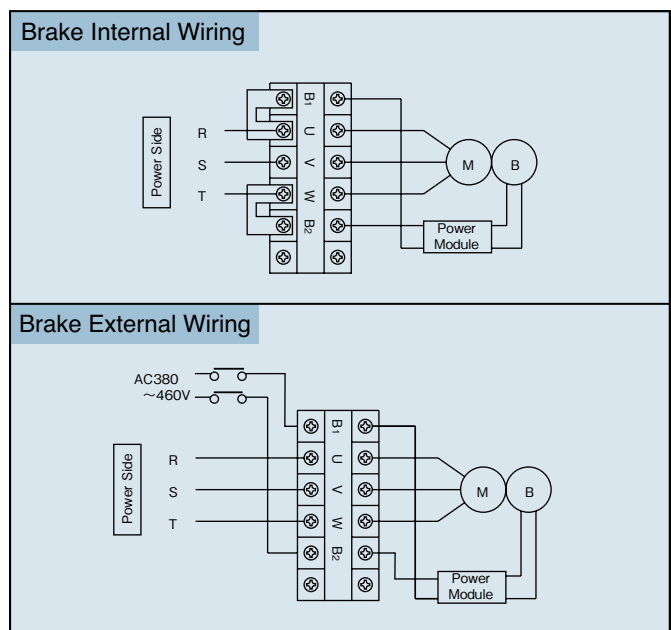 Brake Internal Wiring
Power Side
R
S
T
B1
U
V
W
B2
M
B
Power
Module
Brake External Wiring
AC380
～460V
Power Side
R
S
T
B1
U
V
W
B2
M
B
Power
Module